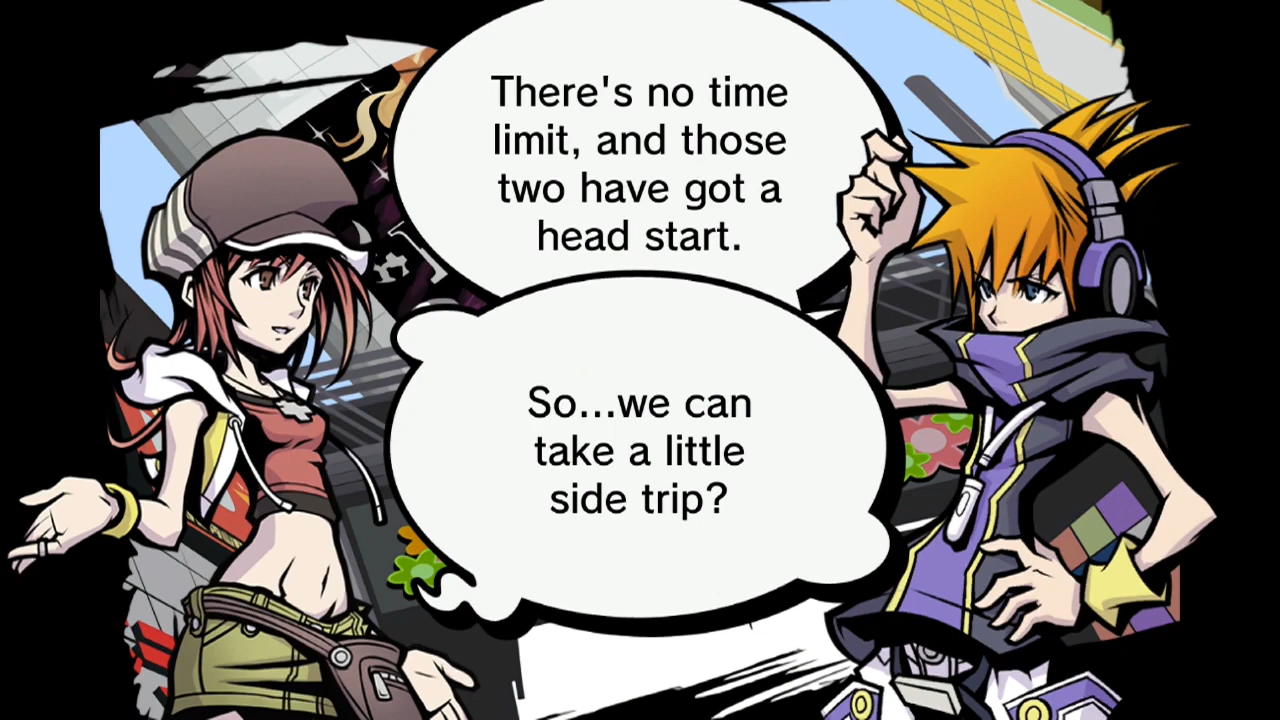 There's no time
limit, and those
two have got a
head start.
So...we can
take a little
side trip?